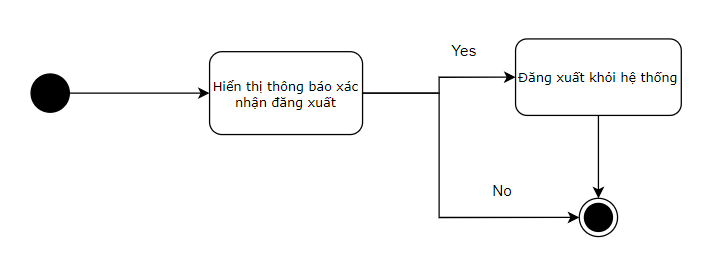 Hiển thị thông báo xác
nhận đăng xuất
Yes
Đăng xuất khỏi hệ thống
No